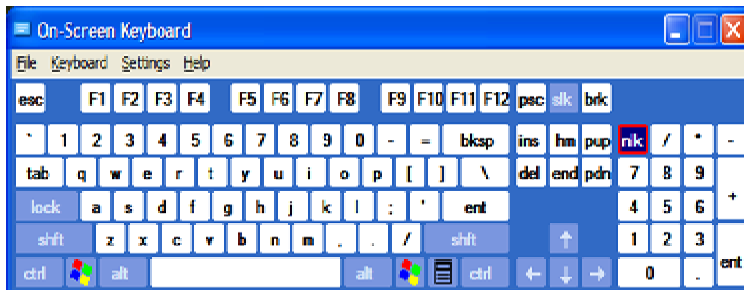 On-Screen Keyboard
File Keyboard Settings Help
esc F1 F2 F3 F4 F5 F6 F7 F8 F9 F10 F11 F12 psc slk brk
` 1 2 3 4 5 6 7 8 9 0 - = bksp ins hm pup nlk / * -
tab q w e r t y u i o p [ ] \ del end pdn 7 8 9 +
lock a s d f g h j k l ; ' ent 4 5 6
shft z x c v b n m , . / shft ↑ 1 2 3 ent
ctrl alt alt ctrl ← ↓ → 0 .